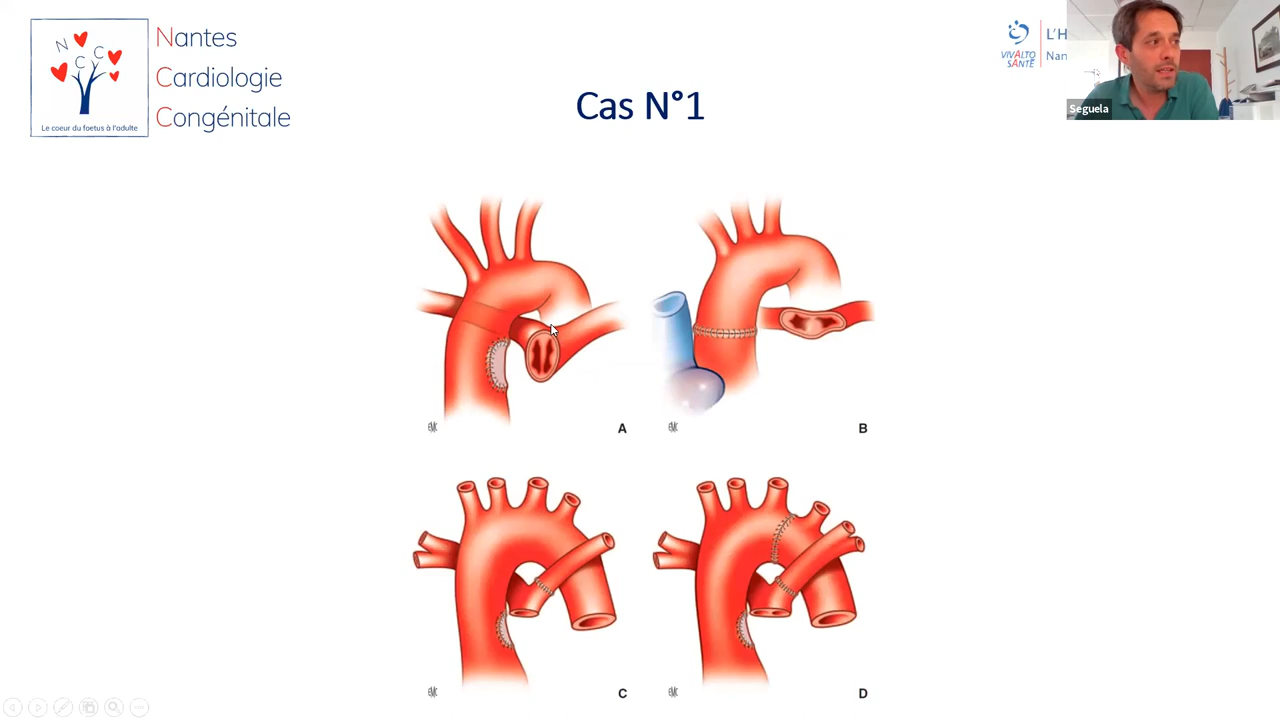 N
C
C
Le coeur du foetus à l'adulte
Nantes
Cardiologie
Congénitale
VIVALTO
SANTÉ
L'H
Nan
Seguela
Cas N°1
A
B
C
D